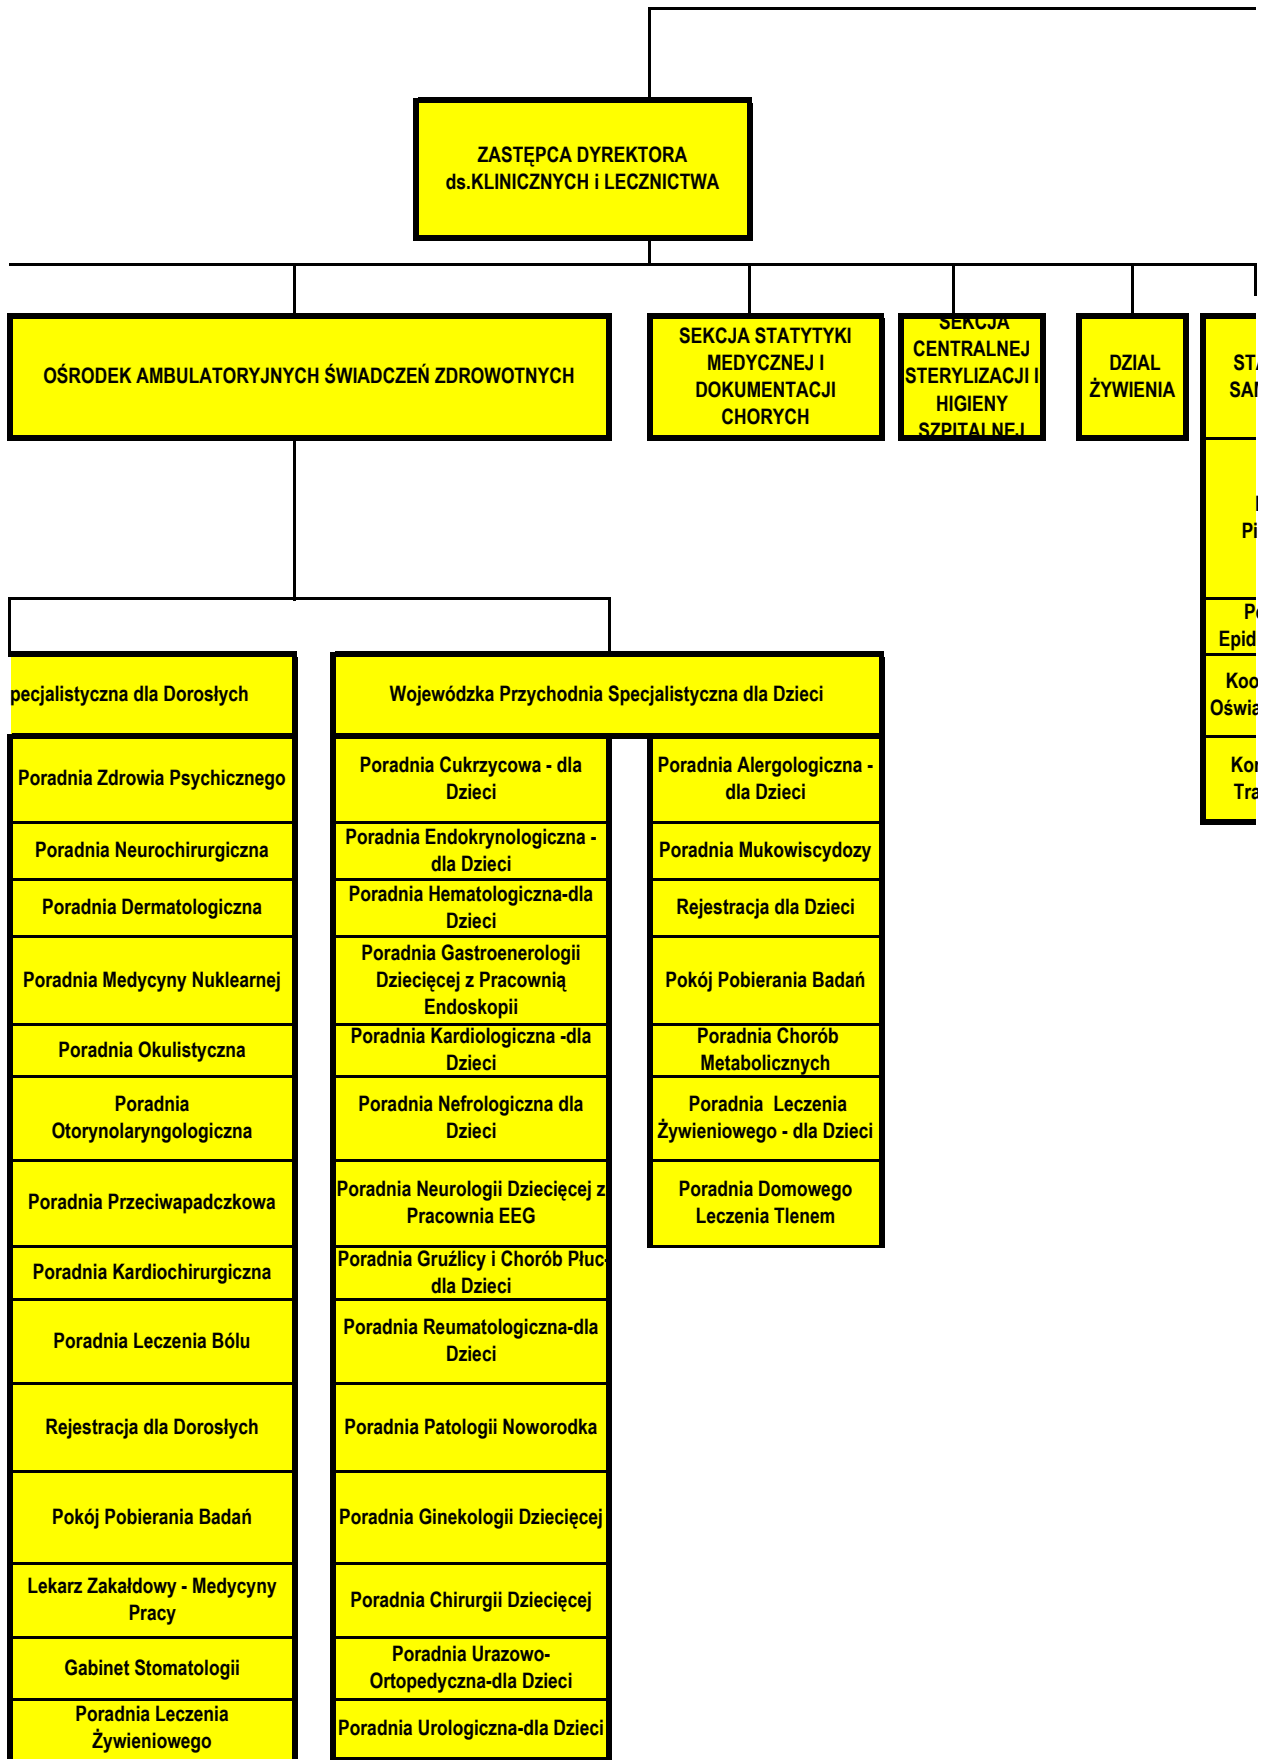 ZASTĘPCA DYREKTORA
ds.KLINICZNYCH i LECZNICTWA
OŚRODEK AMBULATORYJNYCH ŚWIADCZEŃ ZDROWOTNYCH
SEKCJA STATYTYKI
MEDYCZNEJ I
DOKUMENTACJI
CHORYCH
SEKCJA
CENTRALNEJ
STERYLIZACJI I
HIGIENY
SZPITALNEJ
DZIAL
ŻYWIENIA
pecjalistyczna dla Dorosłych
Poradnia Zdrowia Psychicznego
Poradnia Neurochirurgiczna
Poradnia Dermatologiczna
Poradnia Medycyny Nuklearnej
Poradnia Okulistyczna
Poradnia
Otorynolaryngologiczna
Poradnia Przeciwapadczkowa
Poradnia Kardiochirurgiczna
Poradnia Leczenia Bólu
Rejestracja dla Dorosłych
Pokój Pobierania Badań
Lekarz Zakałdowy - Medycyny
Pracy
Gabinet Stomatologii
Poradnia Leczenia
Żywieniowego
Wojewódzka Przychodnia Specjalistyczna dla Dzieci
Poradnia Cukrzycowa - dla
Dzieci
Poradnia Endokrynologiczna -
dla Dzieci
Poradnia Hematologiczna-dla
Dzieci
Poradnia Gastroenerologii
Dziecięcej z Pracownią
Endoskopii
Poradnia Kardiologiczna -dla
Dzieci
Poradnia Nefrologiczna dla
Dzieci
Poradnia Neurologii Dziecięcej z
Pracownia EEG
Poradnia Gruźlicy i Chorób Płuc-
dla Dzieci
Poradnia Reumatologiczna-dla
Dzieci
Poradnia Patologii Noworodka
Poradnia Ginekologii Dziecięcej
Poradnia Chirurgii Dziecięcej
Poradnia Urazowo-
Ortopedyczna-dla Dzieci
Poradnia Urologiczna-dla Dzieci
Poradnia Alergologiczna -
dla Dzieci
Poradnia Mukowiscydozy
Rejestracja dla Dzieci
Pokój Pobierania Badań
Poradnia Chorób
Metabolicznych
Poradnia  Leczenia
Żywieniowego - dla Dzieci
Poradnia Domowego
Leczenia Tlenem
Pi
Epid
Koo
Oświa
Tra